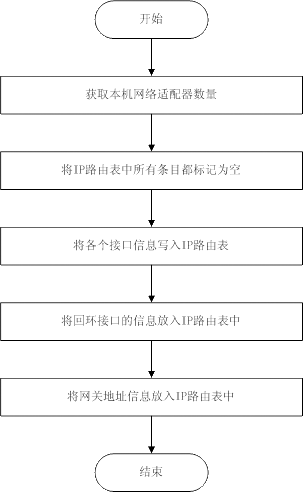 开始
获取本机网络适配器数量
将IP路由表中所有条目都标记为空
将各个接口信息写入IP路由表
将回环接口的信息放入IP路由表中
将网关地址信息放入IP路由表中
结束